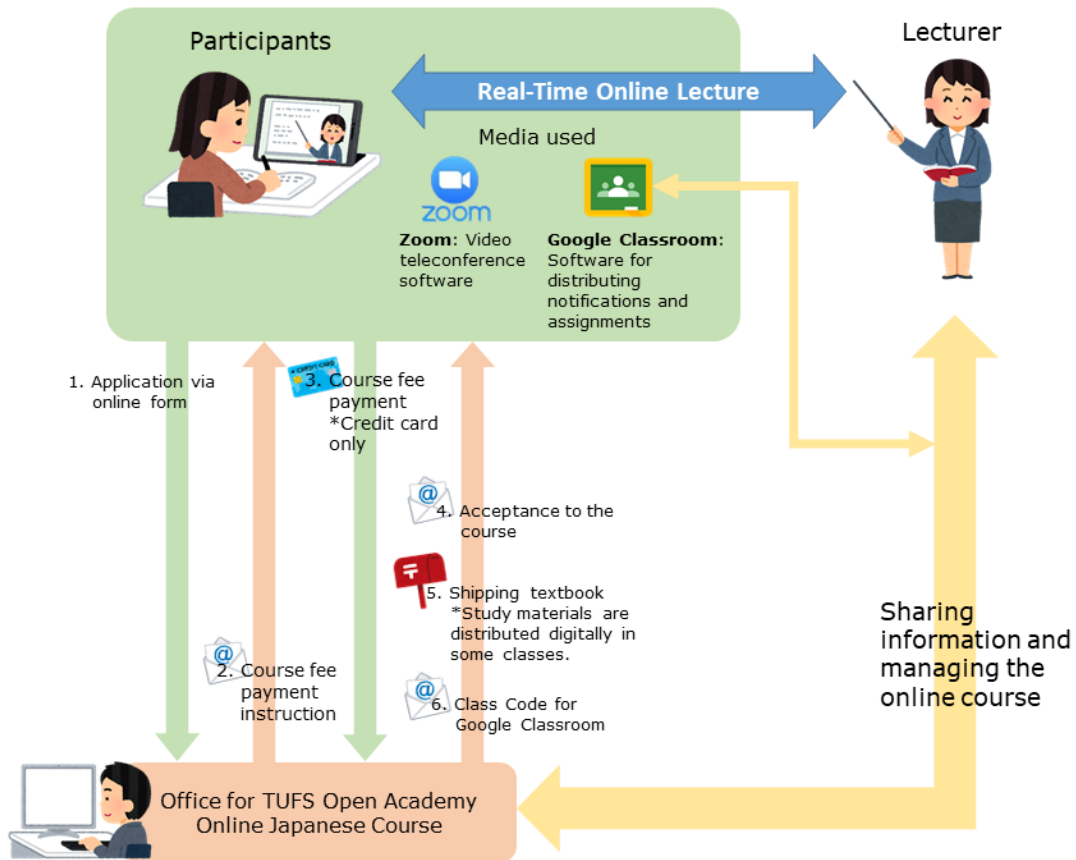 Participants
Lecturer
Real-Time Online Lecture
Media used
zoom
Zoom: Video
teleconference
software
Google Classroom:
Software for
distributing
notifications and
assignments
1. Application via
online form
CREDIT CARD
3. Course fee
payment
*Credit card
only
@
4. Acceptance to the
course
〒
5. Shipping textbook
*Study materials are
distributed digitally in
some classes.
@
2. Course fee
payment
instruction
@
6. Class Code for
Google Classroom
Sharing
information and
managing the
online course
Office for TUFS Open Academy
Online Japanese Course